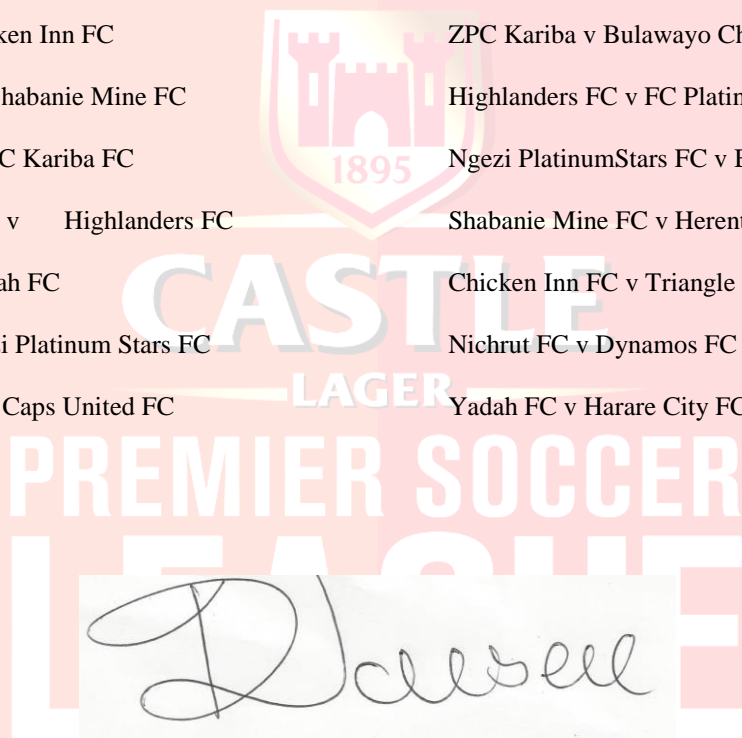 ken Inn FC
habanie Mine FC
C Kariba FC
v Highlanders FC
ah FC
i Platinum Stars FC
Caps United FC
ZPC Kariba v Bulawayo Ch
Highlanders FC v FC Platin
Ngezi PlatinumStars FC v
Shabanie Mine FC v Herent
Chicken Inn FC v Triangle
Nichrut FC v Dynamos FC
Yadah FC v Harare City FC
1895
CASTLE
LAGER
PREMIER SOCCER
LEAGUE